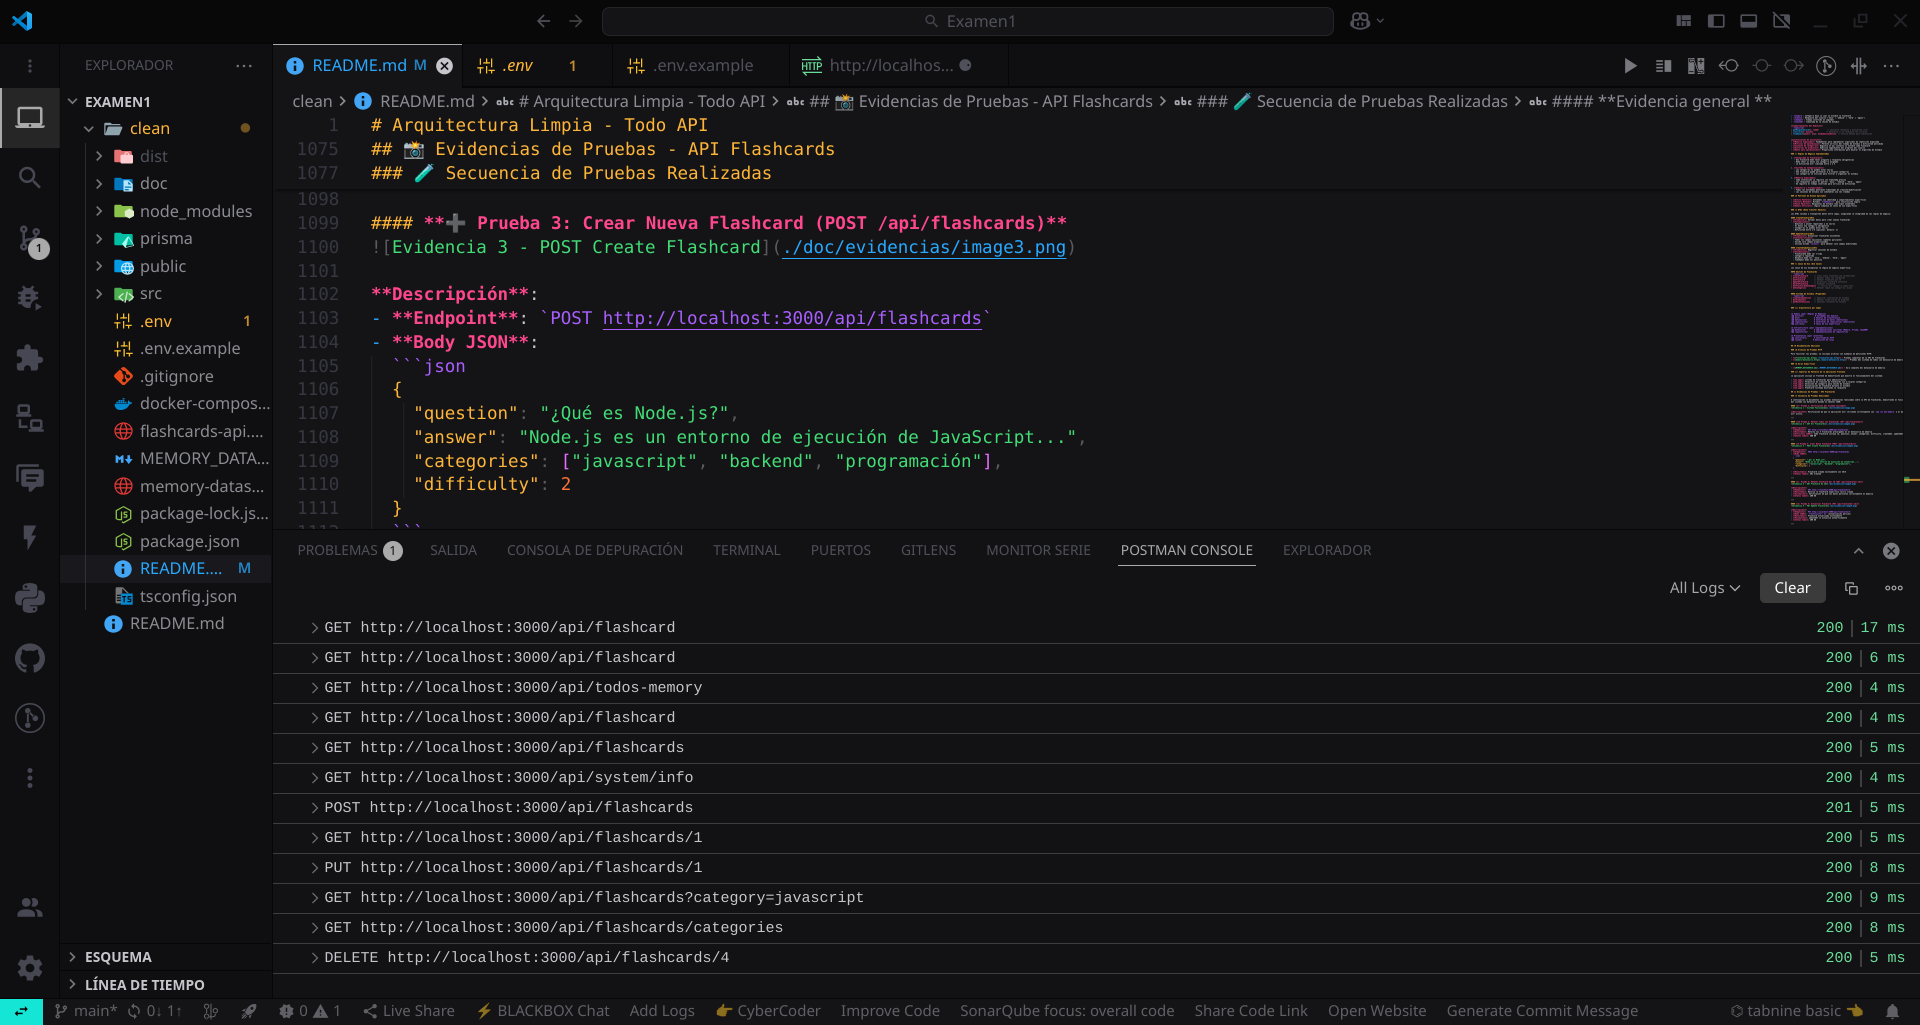 Examen1
EXPLORADOR
README.md M
.env 1
.env.example
HTTP http://localhos...
clean > README.md > abc # Arquitectura Limpia - Todo API > abc ## 📸 Evidencias de Pruebas - API Flashcards > abc ### 🧪 Secuencia de Pruebas Realizadas > abc #### **Evidencia general **
EXAMEN1
clean
dist
doc
node_modules
prisma
public
src
.env 1
.env.example
.gitignore
docker-compos...
flashcards-api....
MEMORY_DATA...
memory-datas...
package-lock.js...
package.json
README.... M
tsconfig.json
README.md
ESQUEMA
LÍNEA DE TIEMPO
1
1 # Arquitectura Limpia - Todo API
1075 ## 📸 Evidencias de Pruebas - API Flashcards
1077 ### 🧪 Secuencia de Pruebas Realizadas
1098
1099 #### **➕ Prueba 3: Crear Nueva Flashcard (POST /api/flashcards)**
1100 ![Evidencia 3 - POST Create Flashcard](./doc/evidencias/image3.png)
1101
1102 **Descripción**:
1103 - **Endpoint**: `POST http://localhost:3000/api/flashcards`
1104 - **Body JSON**:
1105 ```json
1106 {
1107 "question": "¿Qué es Node.js?",
1108 "answer": "Node.js es un entorno de ejecución de JavaScript...",
1109 "categories": ["javascript", "backend", "programación"],
1110 "difficulty": 2
1111 }
1112 ```
PROBLEMAS 1 SALIDA CONSOLA DE DEPURACIÓN TERMINAL PUERTOS GITLENS MONITOR SERIE POSTMAN CONSOLE EXPLORADOR
All Logs Clear
GET http://localhost:3000/api/flashcard 200 | 17 ms
GET http://localhost:3000/api/flashcard 200 | 6 ms
GET http://localhost:3000/api/todos-memory 200 | 4 ms
GET http://localhost:3000/api/flashcard 200 | 4 ms
GET http://localhost:3000/api/flashcards 200 | 5 ms
GET http://localhost:3000/api/system/info 200 | 4 ms
POST http://localhost:3000/api/flashcards 201 | 5 ms
GET http://localhost:3000/api/flashcards/1 200 | 5 ms
PUT http://localhost:3000/api/flashcards/1 200 | 8 ms
GET http://localhost:3000/api/flashcards?category=javascript 200 | 9 ms
GET http://localhost:3000/api/flashcards/categories 200 | 8 ms
DELETE http://localhost:3000/api/flashcards/4 200 | 5 ms
main* 0↓ 1↑ 0 1 Live Share ⚡ BLACKBOX Chat Add Logs 👉 CyberCoder Improve Code SonarQube focus: overall code Share Code Link Open Website Generate Commit Message tabnine basic 👈